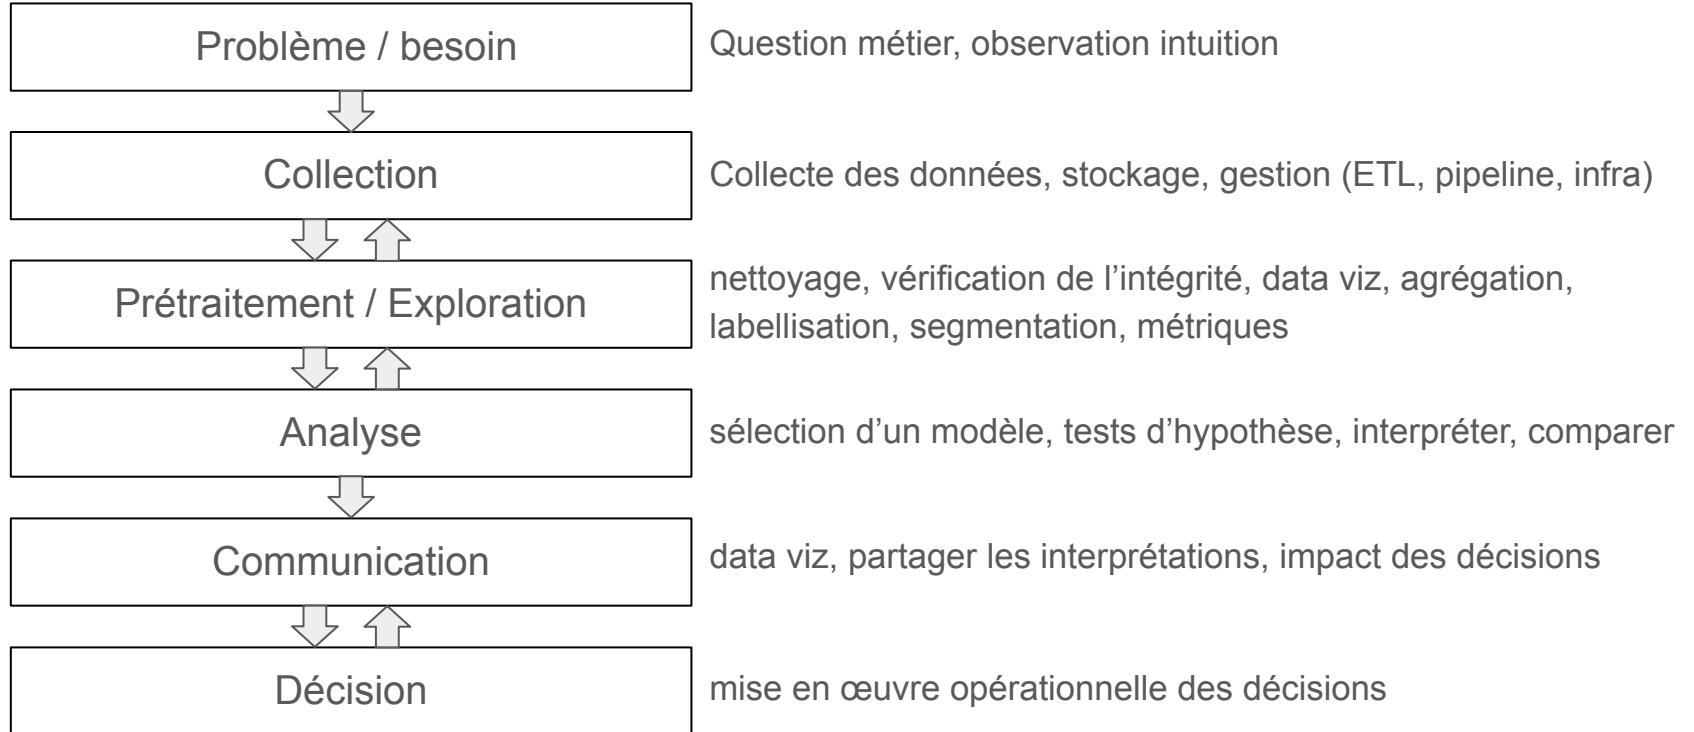 Problème / besoin
Question métier, observation intuition
Collection
Collecte des données, stockage, gestion (ETL, pipeline, infra)
Prétraitement / Exploration
nettoyage, vérification de l’intégrité, data viz, agrégation,
labellisation, segmentation, métriques
Analyse
sélection d’un modèle, tests d’hypothèse, interpréter, comparer
Communication
data viz, partager les interprétations, impact des décisions
Décision
mise en œuvre opérationnelle des décisions